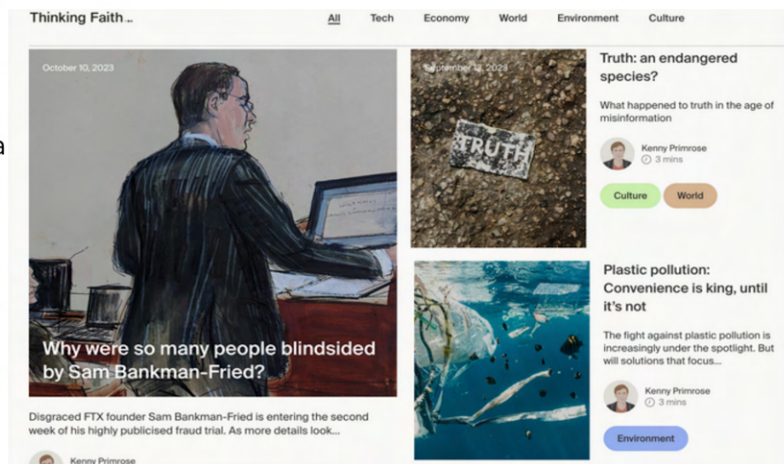 Thinking Faith ..
All Tech Economy World Environment Culture
October 10, 2023
Why were so many people blindsided
by Sam Bankman-Fried?
Disgraced FTX founder Sam Bankman-Fried is entering the second
week of his highly publicised fraud trial. As more details look...
Kenny Primrose
TRUTH
Truth: an endangered
species?
What happened to truth in the age of
misinformation
Kenny Primrose
3 mins
Culture World
Plastic pollution:
Convenience is king, until
it's not
The fight against plastic pollution is
increasingly under the spotlight. But
will solutions that focus...
Kenny Primrose
3 mins
Environment
a